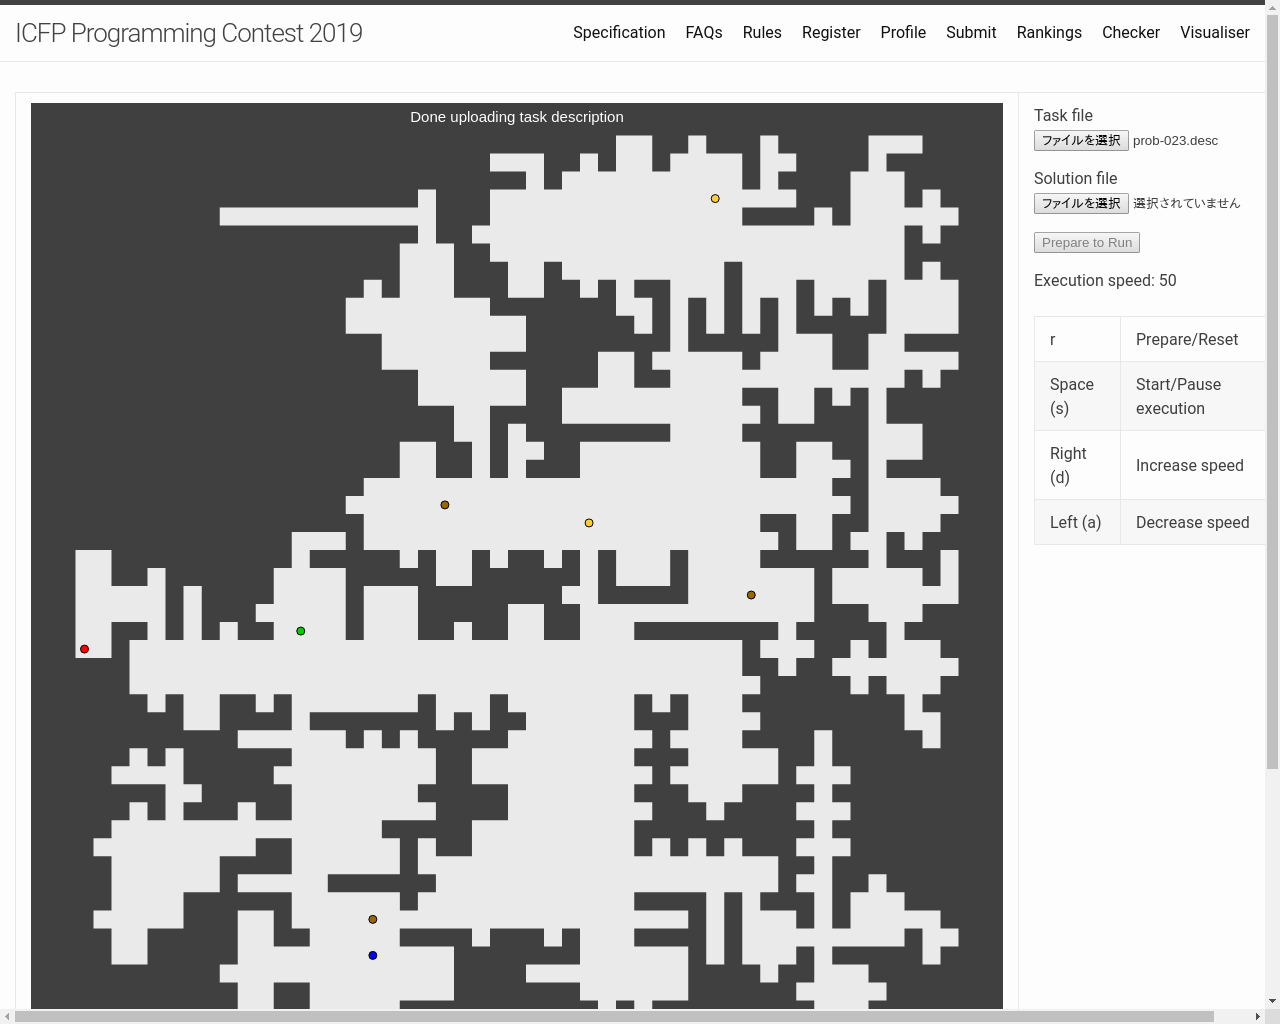 ICFP Programming Contest 2019
Specification FAQs Rules Register Profile Submit Rankings Checker Visualiser
Done uploading task description
Task file
ファイルを選択 prob-023.desc
Solution file
ファイルを選択 選択されていません
Prepare to Run
Execution speed: 50
r Prepare/Reset
Space (s) Start/Pause execution
Right (d) Increase speed
Left (a) Decrease speed